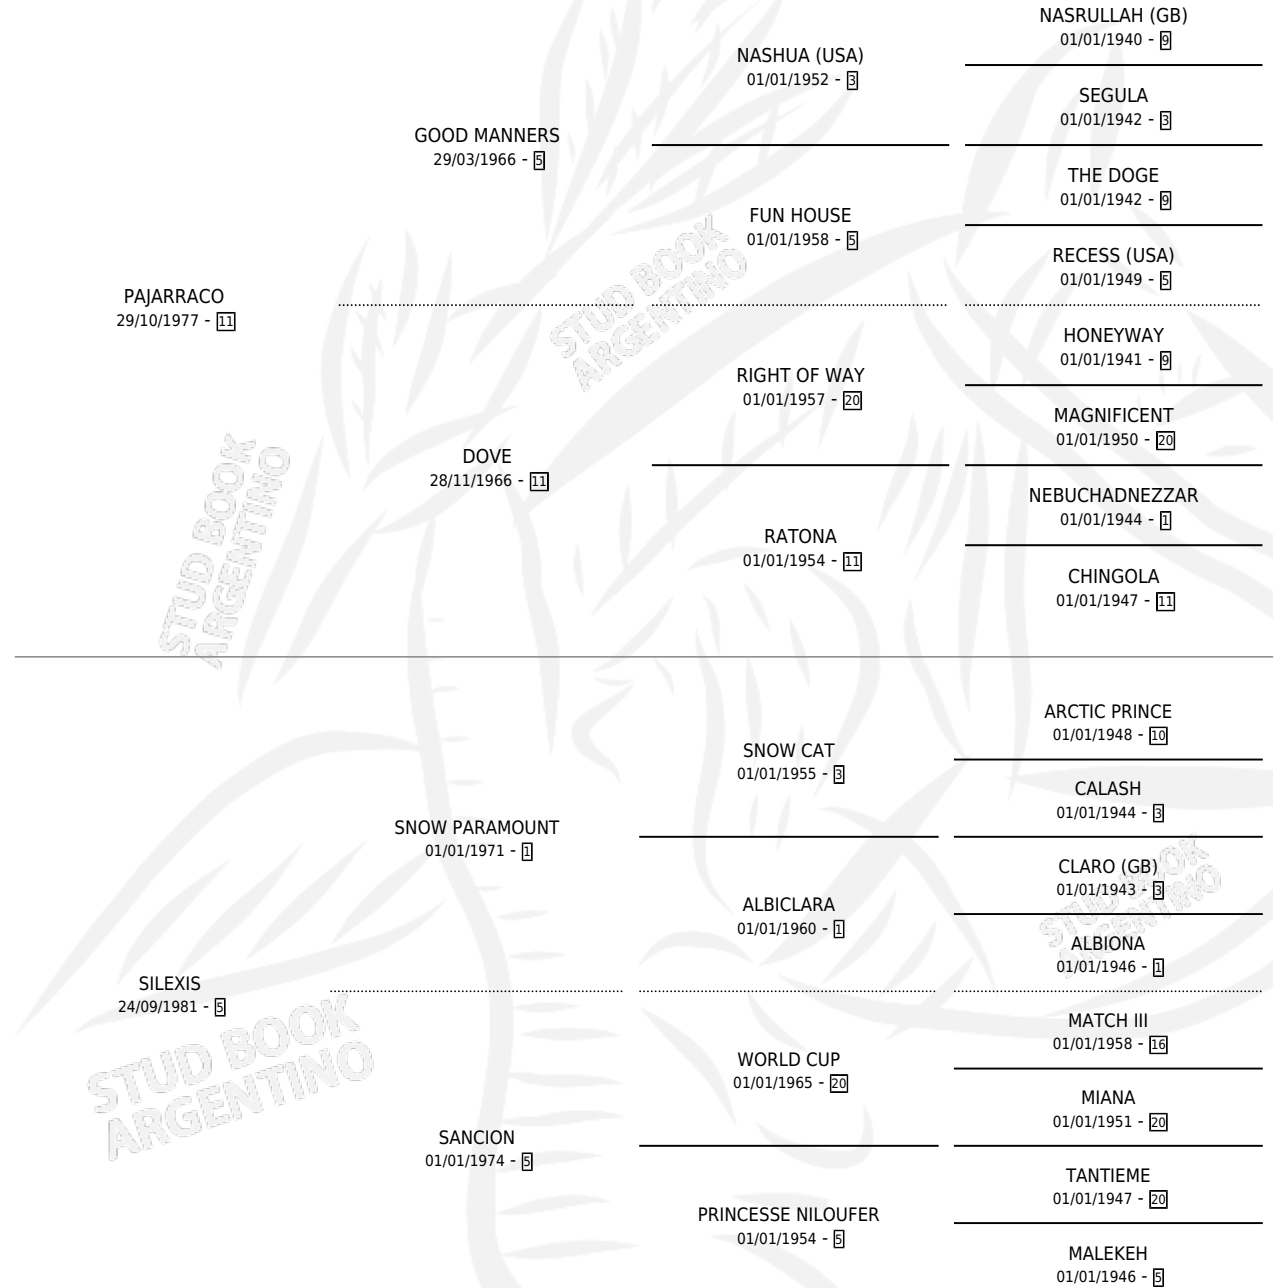 NASRULLAH (GB)
01/01/1940 - 9
NASHUA (USA)
01/01/1952 - 3
SEGULA
01/01/1942 - 3
GOOD MANNERS
29/03/1966 - 5
THE DOGE
01/01/1942 - 9
FUN HOUSE
01/01/1958 - 5
RECESS (USA)
01/01/1949 - 5
PAJARRACO
29/10/1977 - 11
HONEYWAY
01/01/1941 - 9
RIGHT OF WAY
01/01/1957 - 20
MAGNIFICENT
01/01/1950 - 20
DOVE
28/11/1966 - 11
NEBUCHADNEZZAR
01/01/1944 - 1
RATONA
01/01/1954 - 11
CHINGOLA
01/01/1947 - 11
STUD BOOK
ARGENTINO
STUD BOOK
ARGENTINO
ARCTIC PRINCE
01/01/1948 - 10
SNOW CAT
01/01/1955 - 3
CALASH
01/01/1944 - 3
SNOW PARAMOUNT
01/01/1971 - 1
CLARO (GB)
01/01/1943 - 3
ALBICLARA
01/01/1960 - 1
ALBIONA
01/01/1946 - 1
SILEXIS
24/09/1981 - 5
MATCH III
01/01/1958 - 16
WORLD CUP
01/01/1965 - 20
MIANA
01/01/1951 - 20
SANCION
01/01/1974 - 5
TANTIEME
01/01/1947 - 20
PRINCESSE NILOUFER
01/01/1954 - 5
MALEKEH
01/01/1946 - 5
STUD BOOK
ARGENTINO
STUD BOOK
ARGENTINO